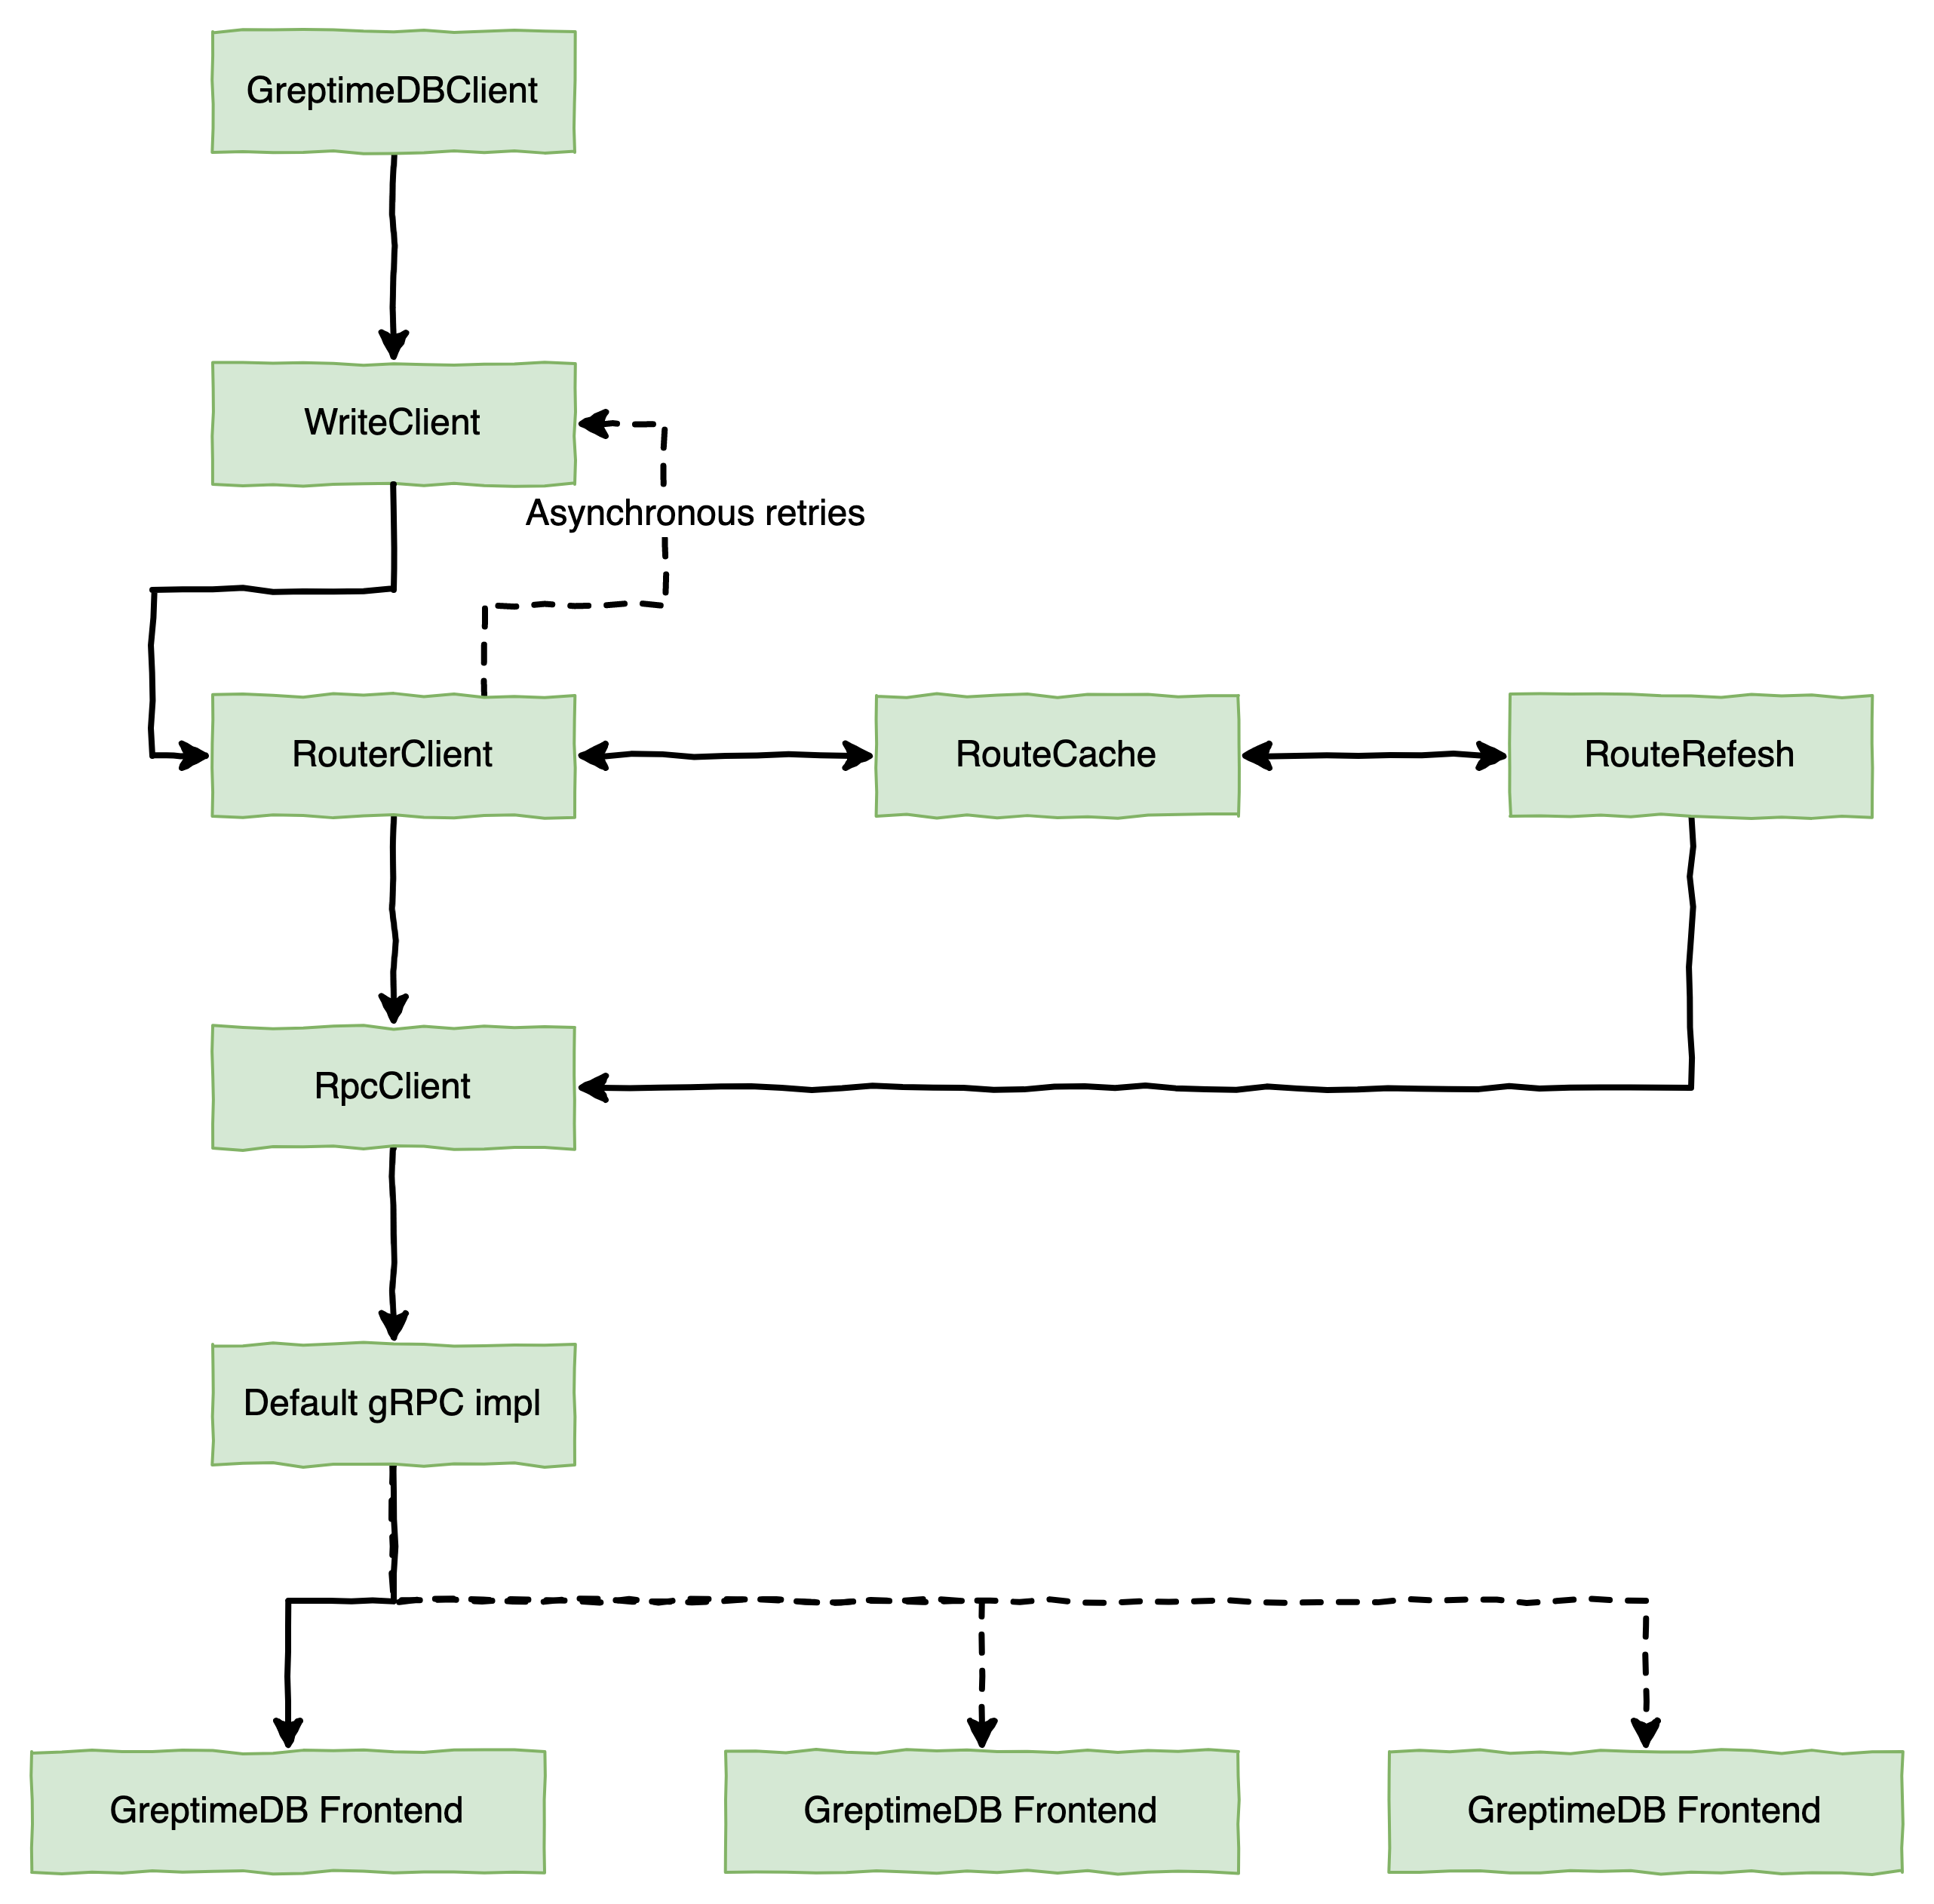 GreptimeDBClient
WriteClient
Asynchronous retries
RouterClient
RouteCache
RouteRefesh
RpcClient
Default gRPC impl
GreptimeDB Frontend
GreptimeDB Frontend
GreptimeDB Frontend